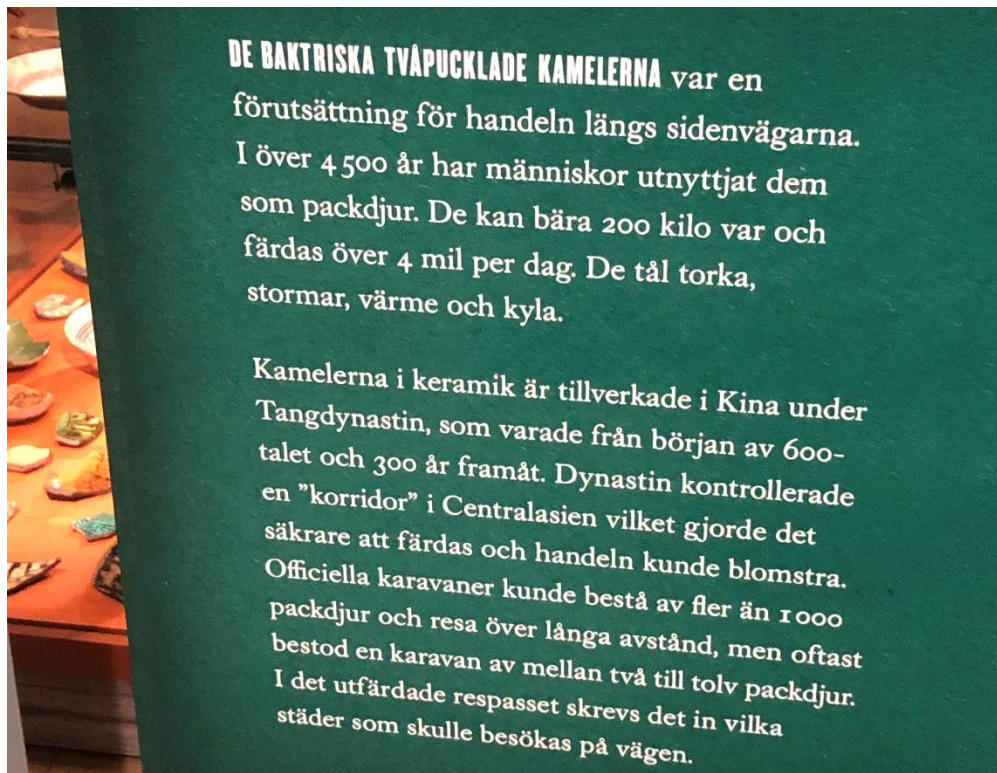 DE BAKTRISKA TVÅPUCKLADE KAMELERNA var en
förutsättning för handeln längs sidenvägarna.
I över 4 500 år har människor utnyttjat dem
som packdjur. De kan bära 200 kilo var och
färdas över 4 mil per dag. De tål torka,
stormar, värme och kyla.
Kamelerna i keramik är tillverkade i Kina under
Tangdynastin, som varade från början av 600-
talet och 300 år framåt. Dynastin kontrollerade
en ”korridor” i Centralasien vilket gjorde det
säkrare att färdas och handeln kunde blomstra.
Officiella karavaner kunde bestå av fler än 1 000
packdjur och resa över långa avstånd, men oftast
bestod en karavan av mellan två till tolv packdjur.
I det utfärdade respasset skrevs det in vilka
städer som skulle besökas på vägen.